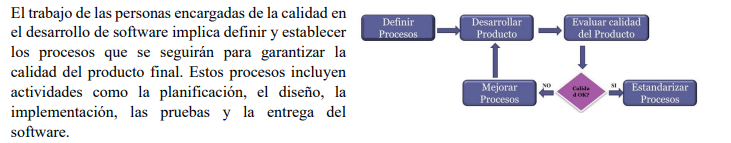 El trabajo de las personas encargadas de la calidad en
el desarrollo de software implica definir y establecer
los procesos que se seguirán para garantizar la
calidad del producto final. Estos procesos incluyen
actividades como la planificación, el diseño, la
implementación, las pruebas y la entrega del
software.
Definir
Procesos
Desarrollar
Producto
Evaluar calidad
del Producto
Mejorar
Procesos
NO
Calida
d OK?
SI
Estandarizar
Procesos